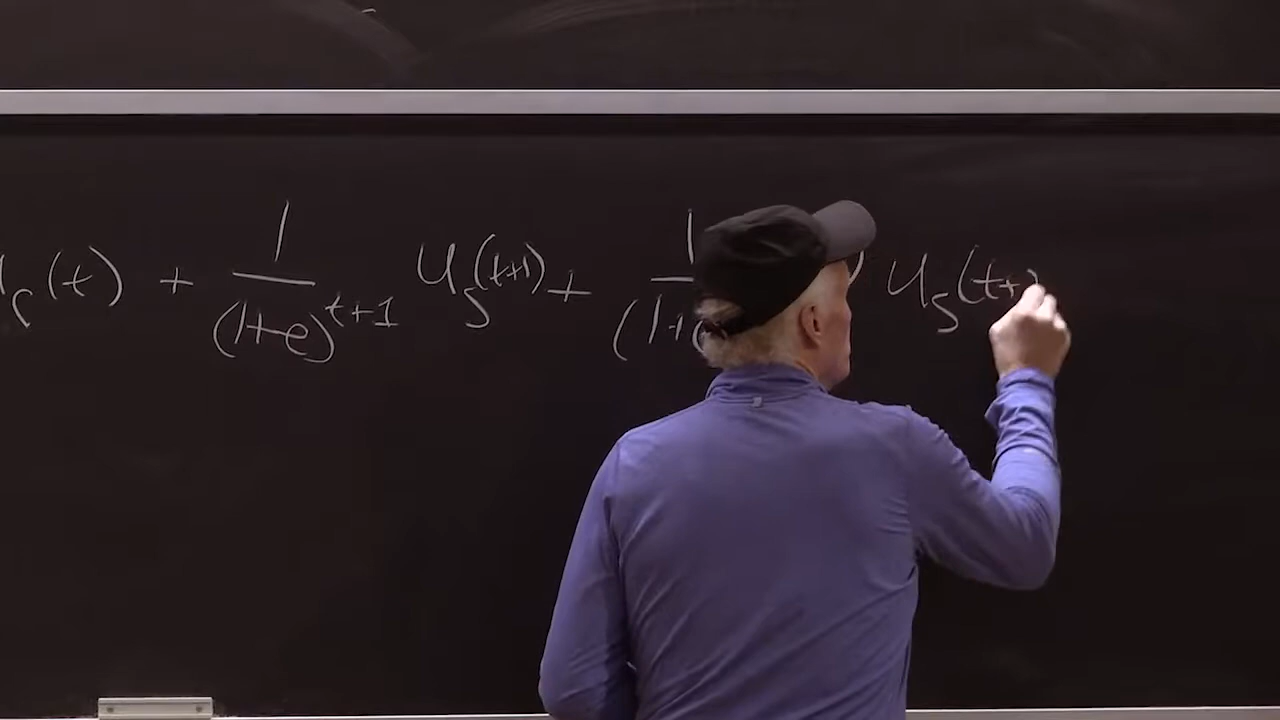 (t) + 1/(1+e)^{t+1} u_s(t+1) + 1/(1+e u_s(t+